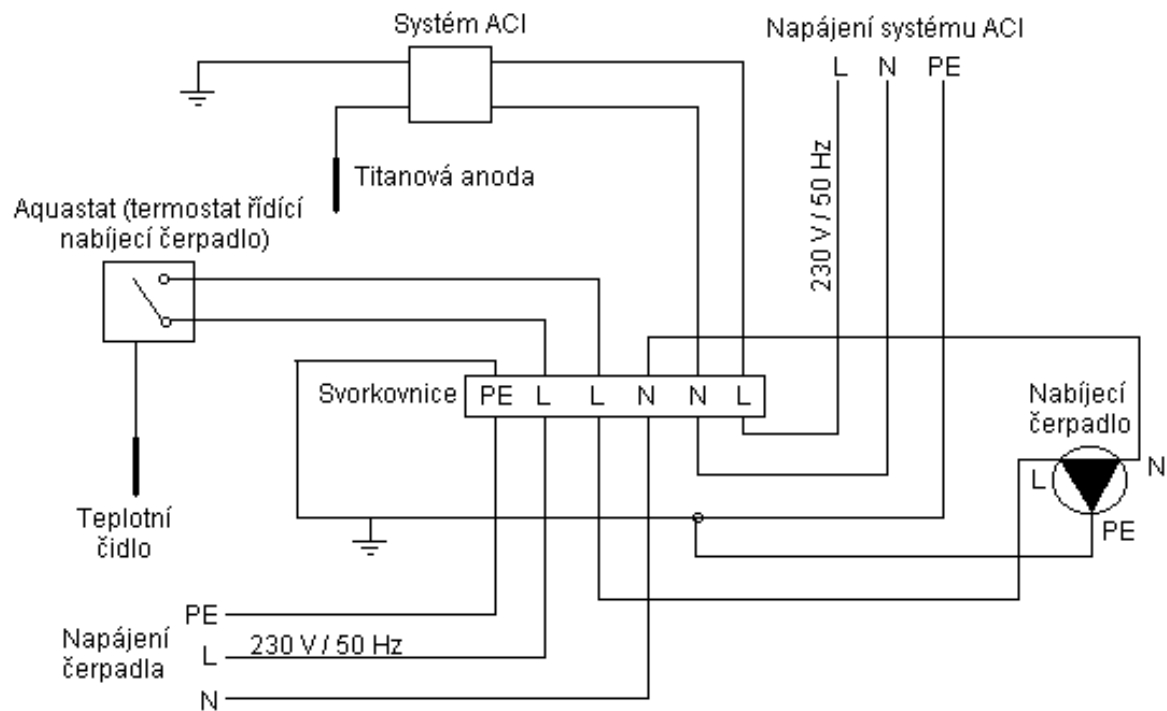 Systém ACI
Napájení systému ACI
L N PE
230 V / 50 Hz
Titanová anoda
Aquastat (termostat řídící
nabíjecí čerpadlo)
Svorkovnice
PE L L N N L
Nabíjecí
čerpadlo
L
N
PE
Teplotní
čidlo
Napájení
čerpadla
PE
L
230 V / 50 Hz
N